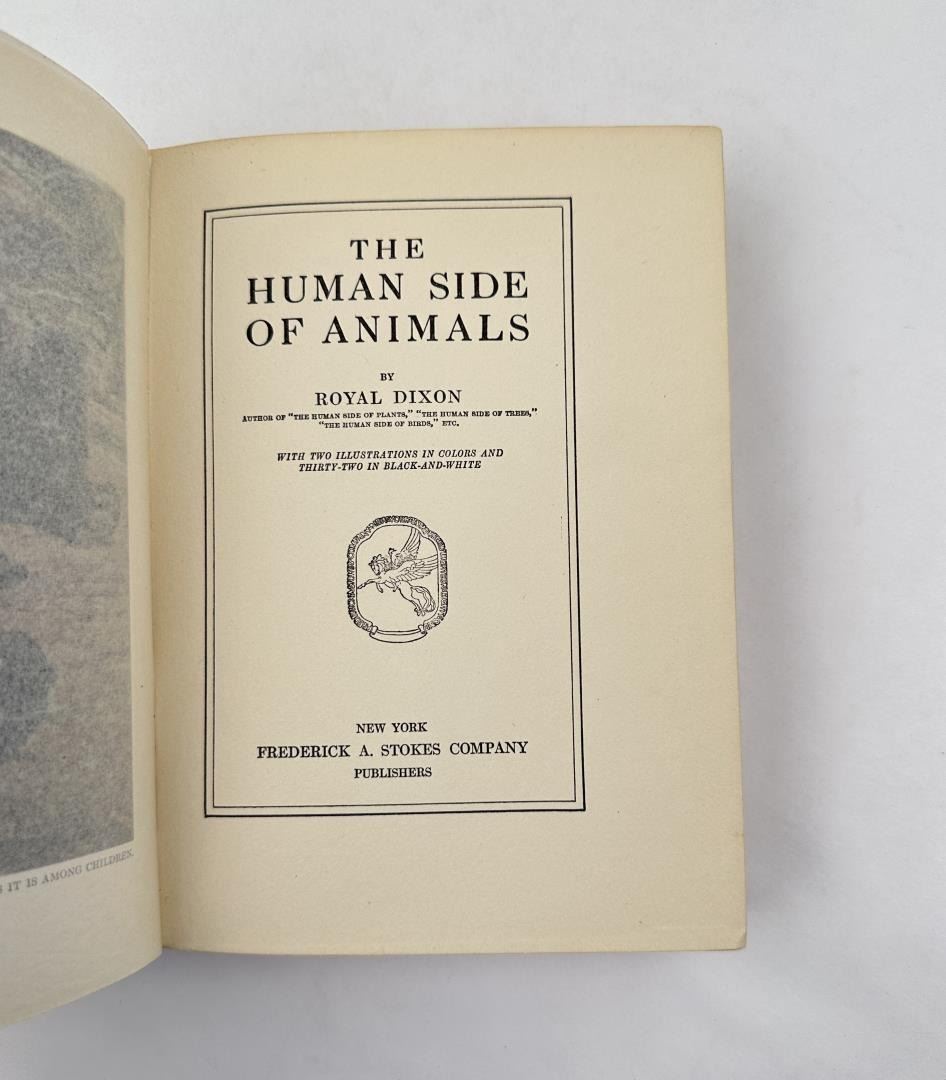 S IT IS AMONG CHILDREN.
THE
HUMAN SIDE
OF ANIMALS
BY
ROYAL DIXON
AUTHOR OF "THE HUMAN SIDE OF PLANTS," "THE HUMAN SIDE OF TREES,"
"THE HUMAN SIDE OF BIRDS," ETC.
WITH TWO ILLUSTRATIONS IN COLORS AND
THIRTY-TWO IN BLACK-AND-WHITE
NEW YORK
FREDERICK A. STOKES COMPANY
PUBLISHERS